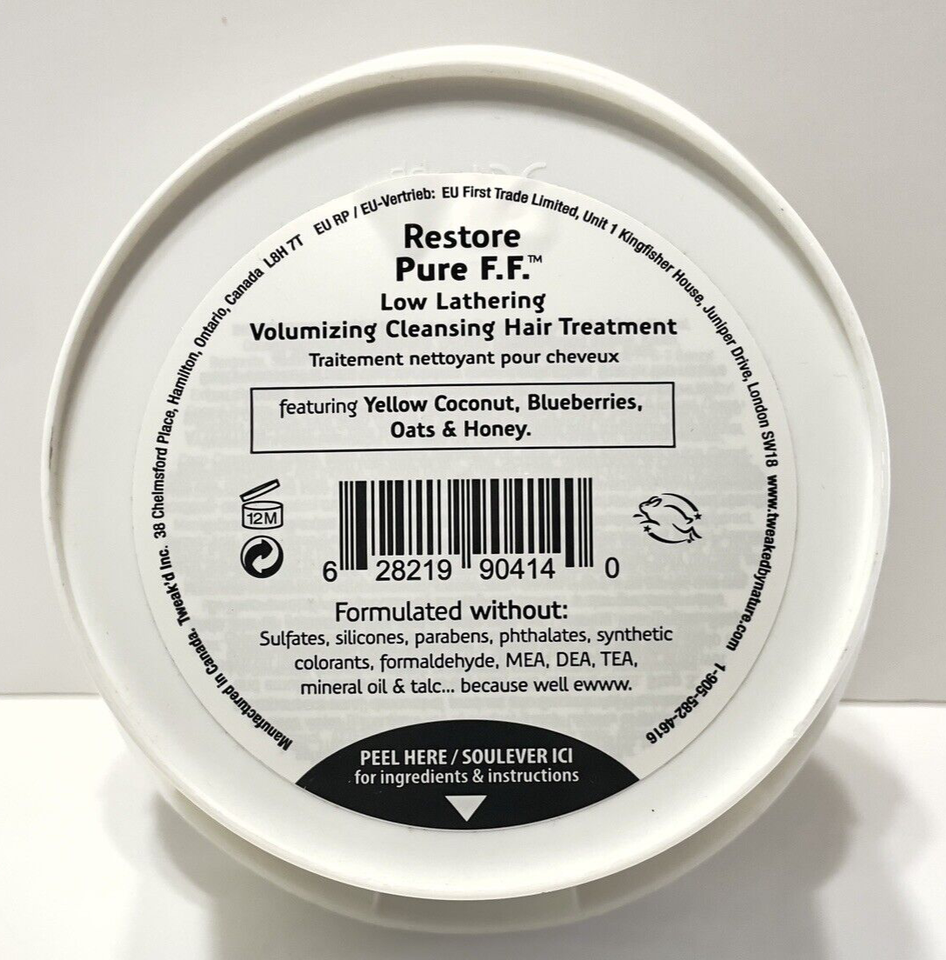 Restore
Pure F.F.™
Low Lathering
Volumizing Cleansing Hair Treatment
Traitement nettoyant pour cheveux
featuring Yellow Coconut, Blueberries,
Oats & Honey.
12M
6 28219 90414 0
Formulated without:
Sulfates, silicones, parabens, phthalates, synthetic
colorants, formaldehyde, MEA, DEA, TEA,
mineral oil & talc... because well ewww.
PEEL HERE / SOULEVER ICI
for ingredients & instructions
Manufactured in Canada. Tweak'd Inc. 38 Chelmsford Place, Hamilton, Ontario, Canada L8H 7T EU RP / EU-Vertrieb: EU First Trade Limited, Unit 1 Kingfisher House, Juniper Drive, London SW18 www.tweakedbynature.com 1-905-582-4616